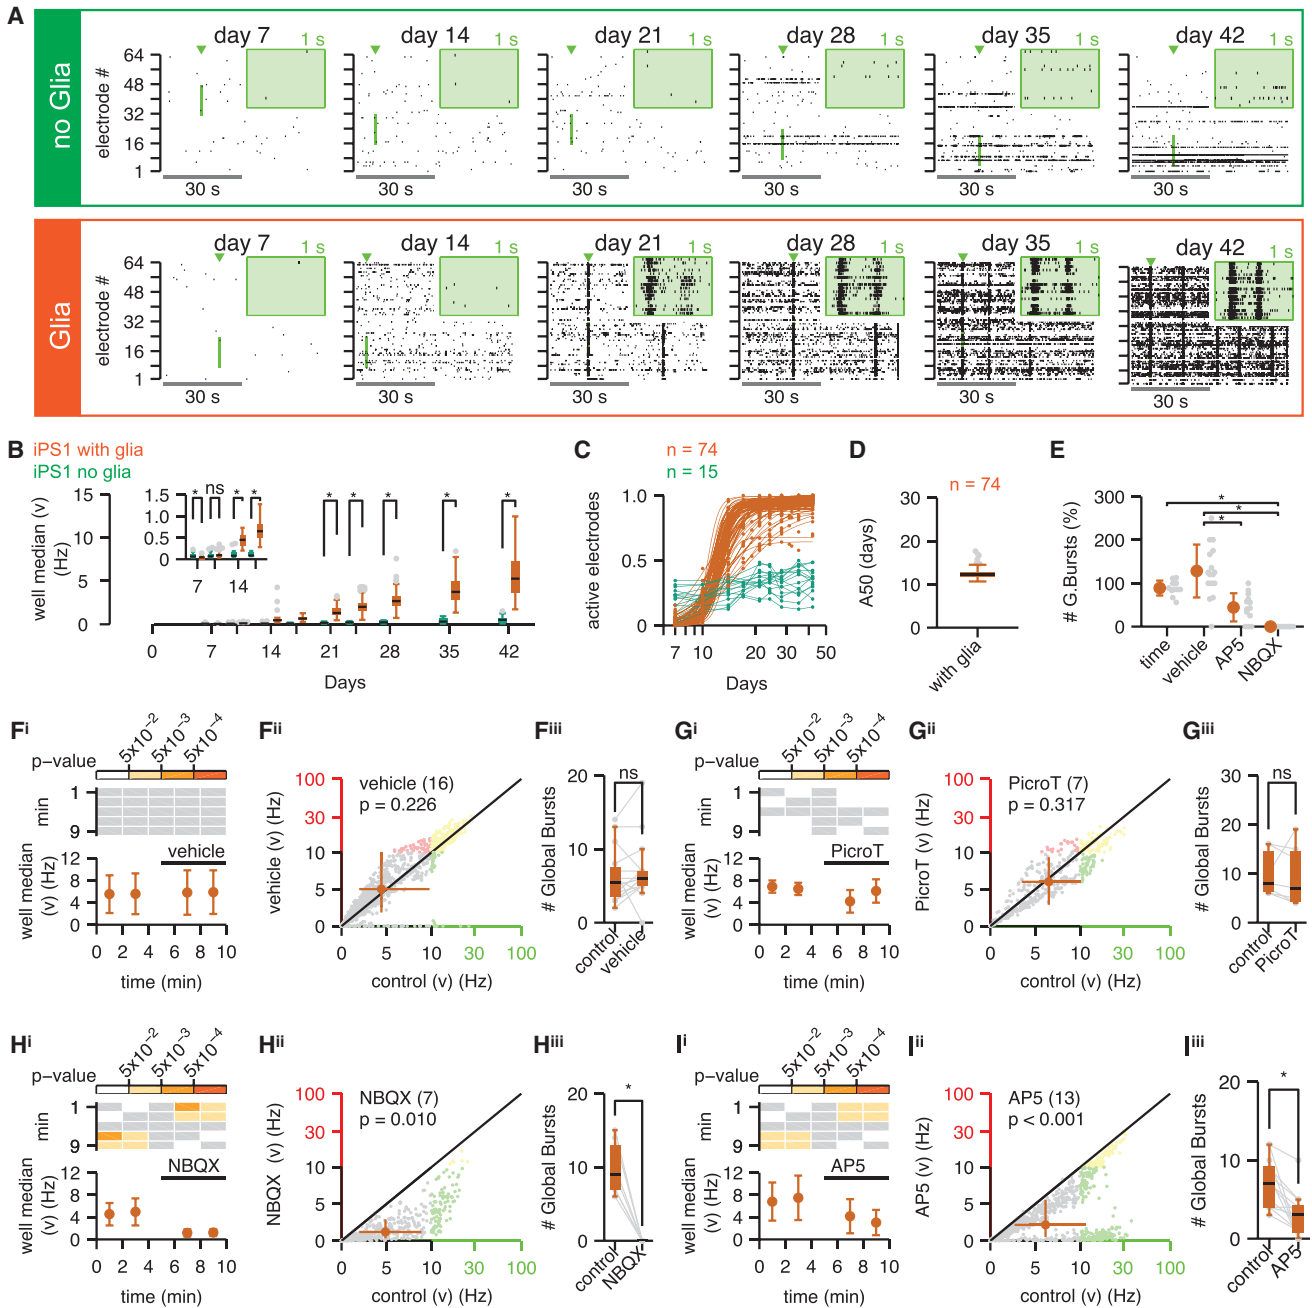 A
no Glia
day 7
1 s
day 14
1 s
day 21
1 s
day 28
1 s
day 35
1 s
day 42
1 s
electrode #
64
48
32
16
1
30 s
30 s
30 s
30 s
30 s
30 s
Glia
day 7
1 s
day 14
1 s
day 21
1 s
day 28
1 s
day 35
1 s
day 42
1 s
electrode #
64
48
32
16
1
30 s
30 s
30 s
30 s
30 s
30 s
B
iPS1 with glia
iPS1 no glia
well median (v)
(Hz)
15
10
5
0
1.5
1.0
0.5
0
* ns * *
7 14
* * * * *
0 7 14 21 28 35 42
Days
C
n = 74
n = 15
active electrodes
1.0
0.5
0
7 10 20 30 50
Days
D
n = 74
A50 (days)
30
20
10
0
with glia
E
# G.Bursts (%)
300
200
100
0
*
*
*
time
vehicle
AP5
NBQX
Fi
p−value
5x10−2
5x10−3
5x10−4
min
1
9
vehicle
well median
(v) (Hz)
12
8
4
0
0 2 4 6 8 10
time (min)
Fii
vehicle (v) (Hz)
100
30
10
5
0
vehicle (16)
p = 0.226
0 5 10 30 100
control (v) (Hz)
Fiii
# Global Bursts
20
10
0
ns
control
vehicle
Gi
p−value
5x10−2
5x10−3
5x10−4
min
1
9
PicroT
well median
(v) (Hz)
12
8
4
0
0 2 4 6 8 10
time (min)
Gii
PicroT (v) (Hz)
100
30
10
5
0
PicroT (7)
p = 0.317
0 5 10 30 100
control (v) (Hz)
Giii
# Global Bursts
30
20
10
0
ns
control
PicroT
Hi
p−value
5x10−2
5x10−3
5x10−4
min
1
9
NBQX
well median
(v) (Hz)
12
8
4
0
0 2 4 6 8 10
time (min)
Hii
NBQX (v) (Hz)
100
30
10
5
0
NBQX (7)
p = 0.010
0 5 10 30 100
control (v) (Hz)
Hiii
# Global Bursts
20
10
0
*
control
NBQX
Ii
p−value
5x10−2
5x10−3
5x10−4
min
1
9
AP5
well median
(v) (Hz)
12
8
4
0
0 2 4 6 8 10
time (min)
Iii
AP5 (v) (Hz)
100
30
10
5
0
AP5 (13)
p < 0.001
0 5 10 30 100
control (v) (Hz)
Iiii
# Global Bursts
20
10
0
*
control
AP5